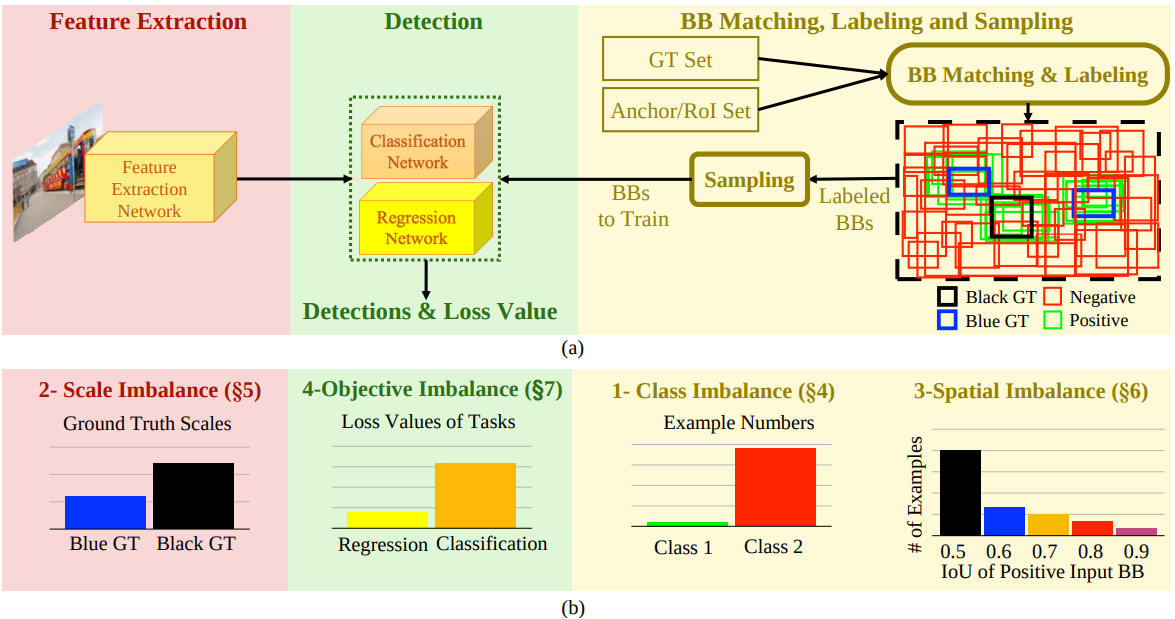 Feature Extraction
Detection
BB Matching, Labeling and Sampling
GT Set
Anchor/RoI Set
BB Matching & Labeling
Feature
Extraction
Network
Classification
Network
Regression
Network
Sampling
BBs
to Train
Labeled
BBs
Detections & Loss Value
Black GT
Negative
Blue GT
Positive
(a)
2- Scale Imbalance (§5)
Ground Truth Scales
Blue GT
Black GT
4-Objective Imbalance (§7)
Loss Values of Tasks
Regression
Classification
1- Class Imbalance (§4)
Example Numbers
Class 1
Class 2
3-Spatial Imbalance (§6)
# of Examples
0.5 0.6 0.7 0.8 0.9
IoU of Positive Input BB
(b)